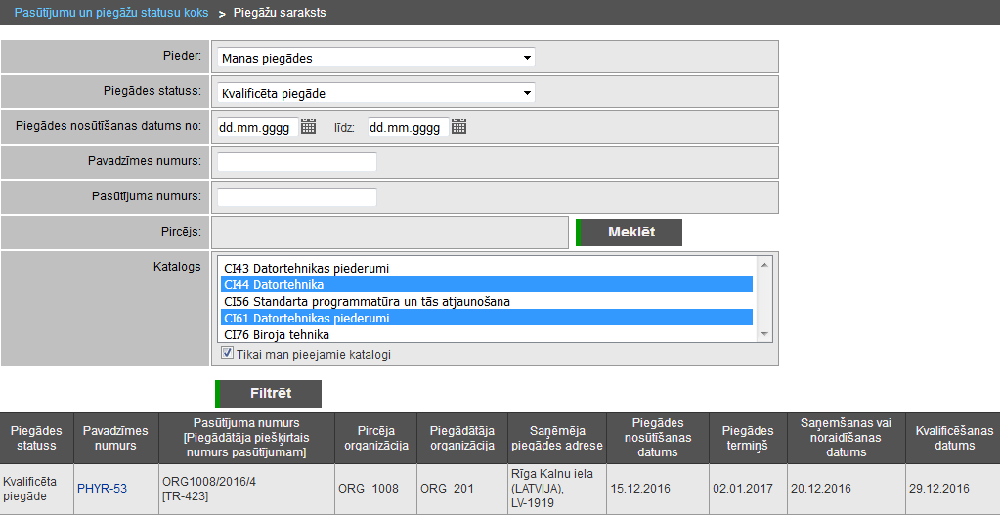 Pasūtījumu un piegāžu statusu koks > Piegāžu saraksts
Pieder: Manas piegādes
Piegādes statuss: Kvalificēta piegāde
Piegādes nosūtīšanas datums no: dd.mm.gggg līdz: dd.mm.gggg
Pavadzīmes numurs:
Pasūtījuma numurs:
Pircējs: Meklēt
Katalogs
CI43 Datortehnikas piederumi
CI44 Datortehnika
CI56 Standarta programmatūra un tās atjaunošana
CI61 Datortehnikas piederumi
CI76 Biroja tehnika
Tikai man pieejamie katalogi
Filtrēt
Piegādes
statuss
Pavadzīmes
numurs
Pasūtījuma numurs
[Piegādātāja piešķirtais
numurs pasūtījumam]
Pircēja
organizācija
Piegādātāja
organizācija
Saņēmēja
piegādes adrese
Piegādes
nosūtīšanas
datums
Piegādes
termiņš
Saņemšanas vai
noraidīšanas
datums
Kvalificēšanas
datums
Kvalificēta
piegāde
PHYR-53
ORG1008/2016/4
[TR-423]
ORG_1008
ORG_201
Rīga Kalnu iela
(LATVIJA),
LV-1919
15.12.2016
02.01.2017
20.12.2016
29.12.2016